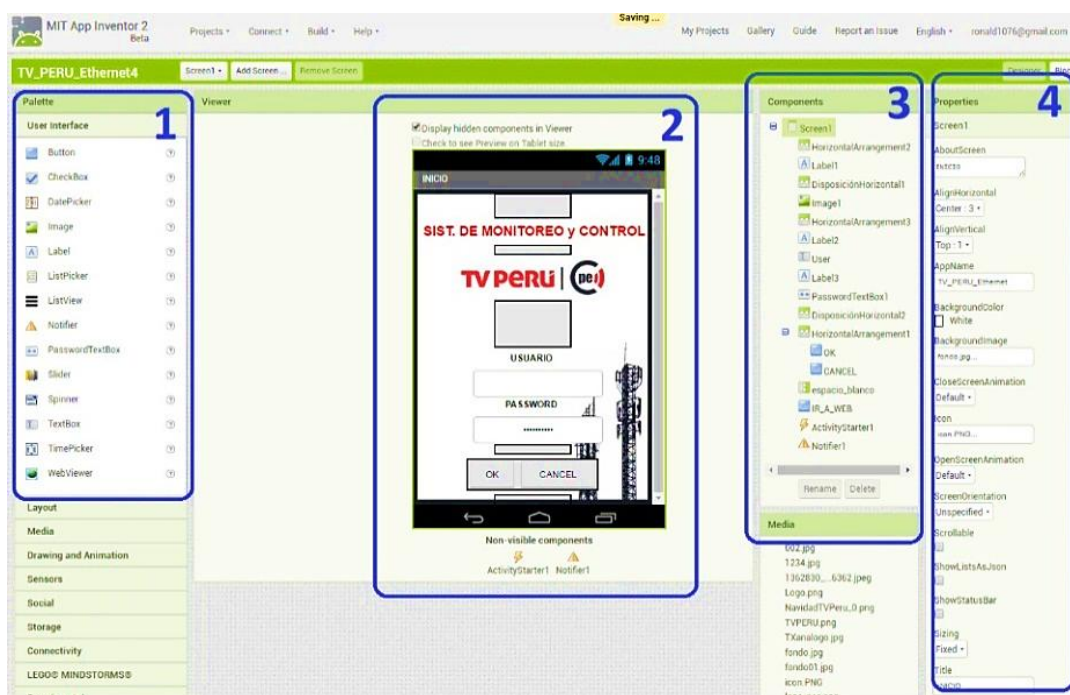 MIT App Inventor 2
Beta
Projects Connect Build Help
Saving ...
My Projects Gallery Guide Report an Issue English ronald1076@gmail.com
TV_PERU_Ethernet4
Screen1 Add Screen ... Remove Screen
Designer
Palette
1
User Interface
Button
CheckBox
DatePicker
Image
Label
ListPicker
ListView
Notifier
PasswordTextBox
Slider
Spinner
TextBox
TimePicker
WebViewer
Layout
Media
Drawing and Animation
Sensors
Social
Storage
Connectivity
LEGO® MINDSTORMS®
Viewer
2
Display hidden components in Viewer
Check to see Preview on Tablet size
9:48
INICIO
SIST. DE MONITOREO y CONTROL
TV PERÚ
USUARIO
PASSWORD
OK CANCEL
Non-visible components
ActivityStarter1 Notifier1
Components
3
Screen1
HorizontalArrangement2
Label1
DisposiciónHorizontal1
Image1
HorizontalArrangement3
Label2
User
Label3
PasswordTextBox1
DisposiciónHorizontal2
HorizontalArrangement1
OK
CANCEL
espacio_blanco
IR_A_WEB
ActivityStarter1
Notifier1
Rename Delete
Media
002.jpg
1234.jpg
1362830_...6362.jpeg
Logo.png
NavidadTVPeru_0.png
TVPERU.png
TXanalogo.jpg
fondo.jpg
fondo01.jpg
icon.PNG
Properties
4
Screen1
AboutScreen
INICIO
AlignHorizontal
Center : 3
AlignVertical
Top : 1
AppName
TV_PERU_Ethernet
BackgroundColor
White
BackgroundImage
fondo.jpg...
CloseScreenAnimation
Default
Icon
icon.PNG...
OpenScreenAnimation
Default
ScreenOrientation
Unspecified
Scrollable
ShowListsAsJson
ShowStatusBar
Sizing
Fixed
Title
INICIO